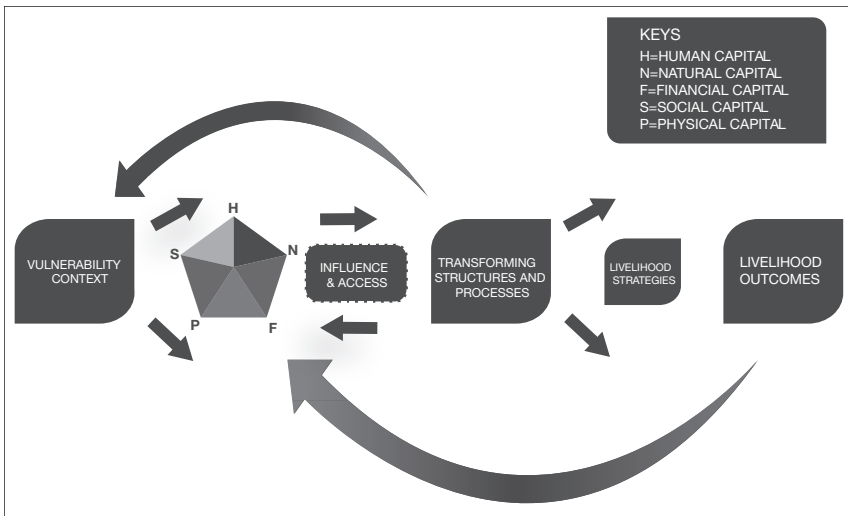 KEYS
H=HUMAN CAPITAL
N=NATURAL CAPITAL
F=FINANCIAL CAPITAL
S=SOCIAL CAPITAL
P=PHYSICAL CAPITAL
VULNERABILITY
CONTEXT
H
S
N
P
F
INFLUENCE
& ACCESS
TRANSFORMING
STRUCTURES AND
PROCESSES
LIVELIHOOD
STRATEGIES
LIVELIHOOD
OUTCOMES